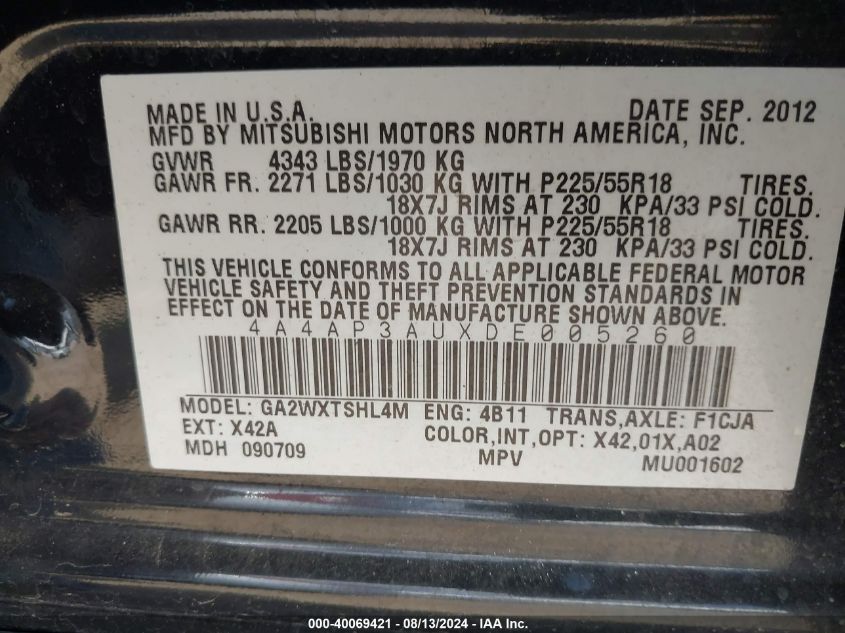 MADE IN U.S.A. DATE SEP. 2012
MFD BY MITSUBISHI MOTORS NORTH AMERICA, INC.
GVWR 4343 LBS/1970 KG
GAWR FR. 2271 LBS/1030 KG WITH P225/55R18 TIRES.
18X7J RIMS AT 230 KPA/33 PSI COLD.
GAWR RR. 2205 LBS/1000 KG WITH P225/55R18 TIRES.
18X7J RIMS AT 230 KPA/33 PSI COLD.
THIS VEHICLE CONFORMS TO ALL APPLICABLE FEDERAL MOTOR
VEHICLE SAFETY AND THEFT PREVENTION STANDARDS IN
EFFECT ON THE DATE OF MANUFACTURE SHOWN ABOVE.
4A4AP3AUXDE005260
MODEL: GA2WXTSHL4M ENG: 4B11 TRANS,AXLE: F1CJA
EXT: X42A COLOR,INT,OPT: X42,01X,A02
MDH 090709 MPV MU001602
000-40069421 - 08/13/2024 - IAA Inc.